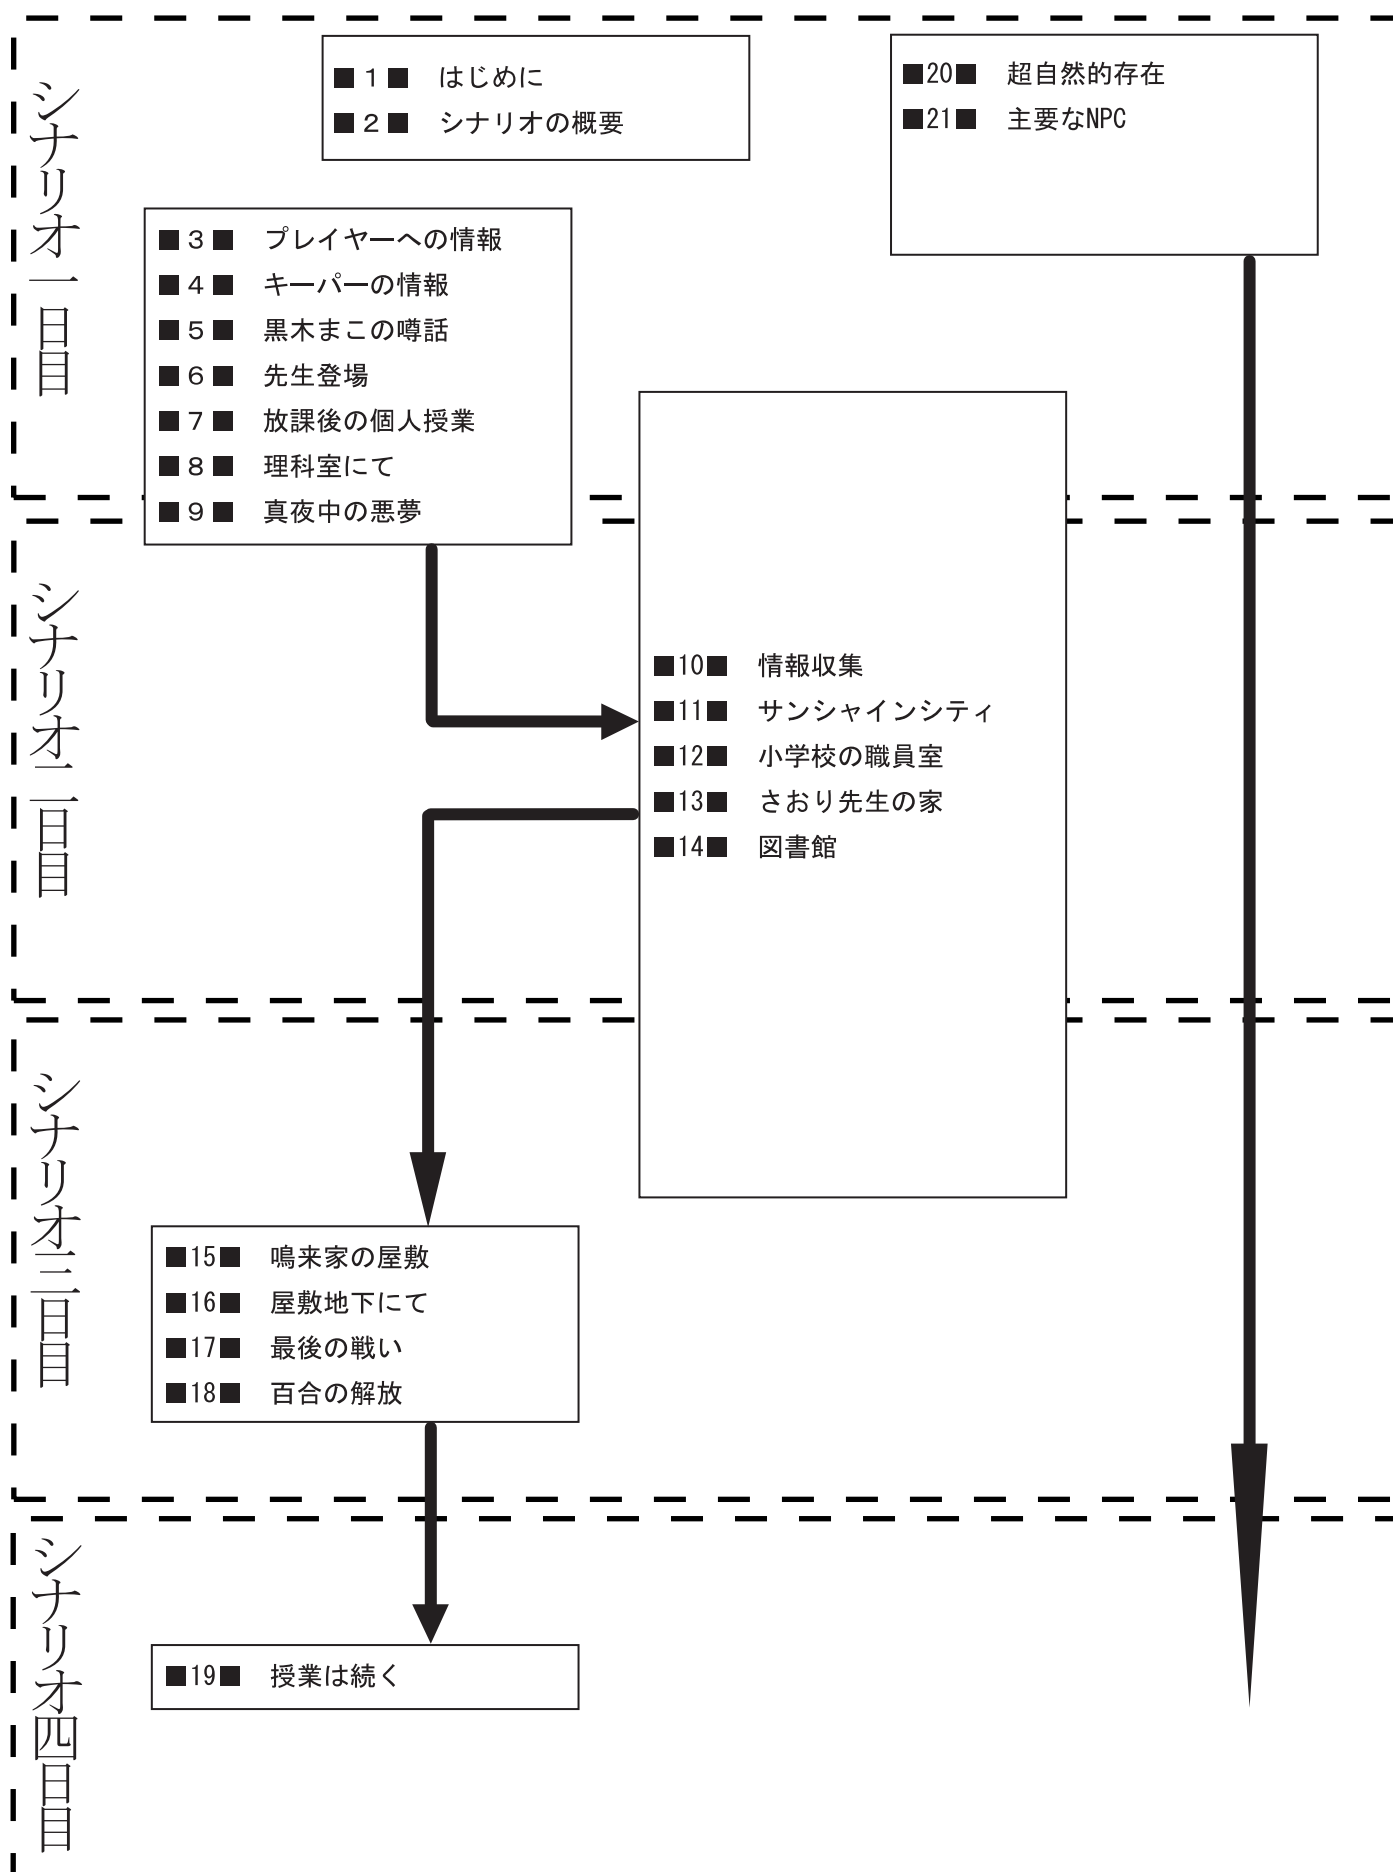 シナリオ一日目
■１■ はじめに
■２■ シナリオの概要
■20■ 超自然的存在
■21■ 主要なNPC
■３■ プレイヤーへの情報
■４■ キーパーの情報
■５■ 黒木まこの噂話
■６■ 先生登場
■７■ 放課後の個人授業
■８■ 理科室にて
■９■ 真夜中の悪夢
シナリオ二日目
■10■ 情報収集
■11■ サンシャインシティ
■12■ 小学校の職員室
■13■ さおり先生の家
■14■ 図書館
シナリオ三日目
■15■ 鳴来家の屋敷
■16■ 屋敷地下にて
■17■ 最後の戦い
■18■ 百合の解放
シナリオ四日目
■19■ 授業は続く